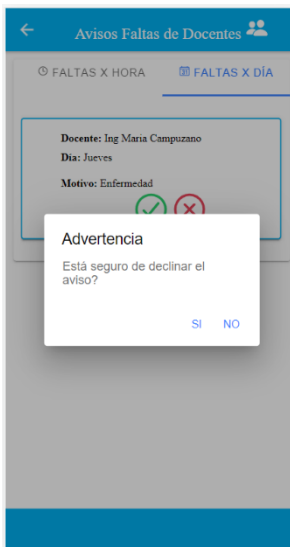 Avisos Faltas de Docentes
FALTAS X HORA
FALTAS X DÍA
Docente: Ing Maria Campuzano
Día: Jueves
Motivo: Enfermedad
Advertencia
Está seguro de declinar el
aviso?
SI NO